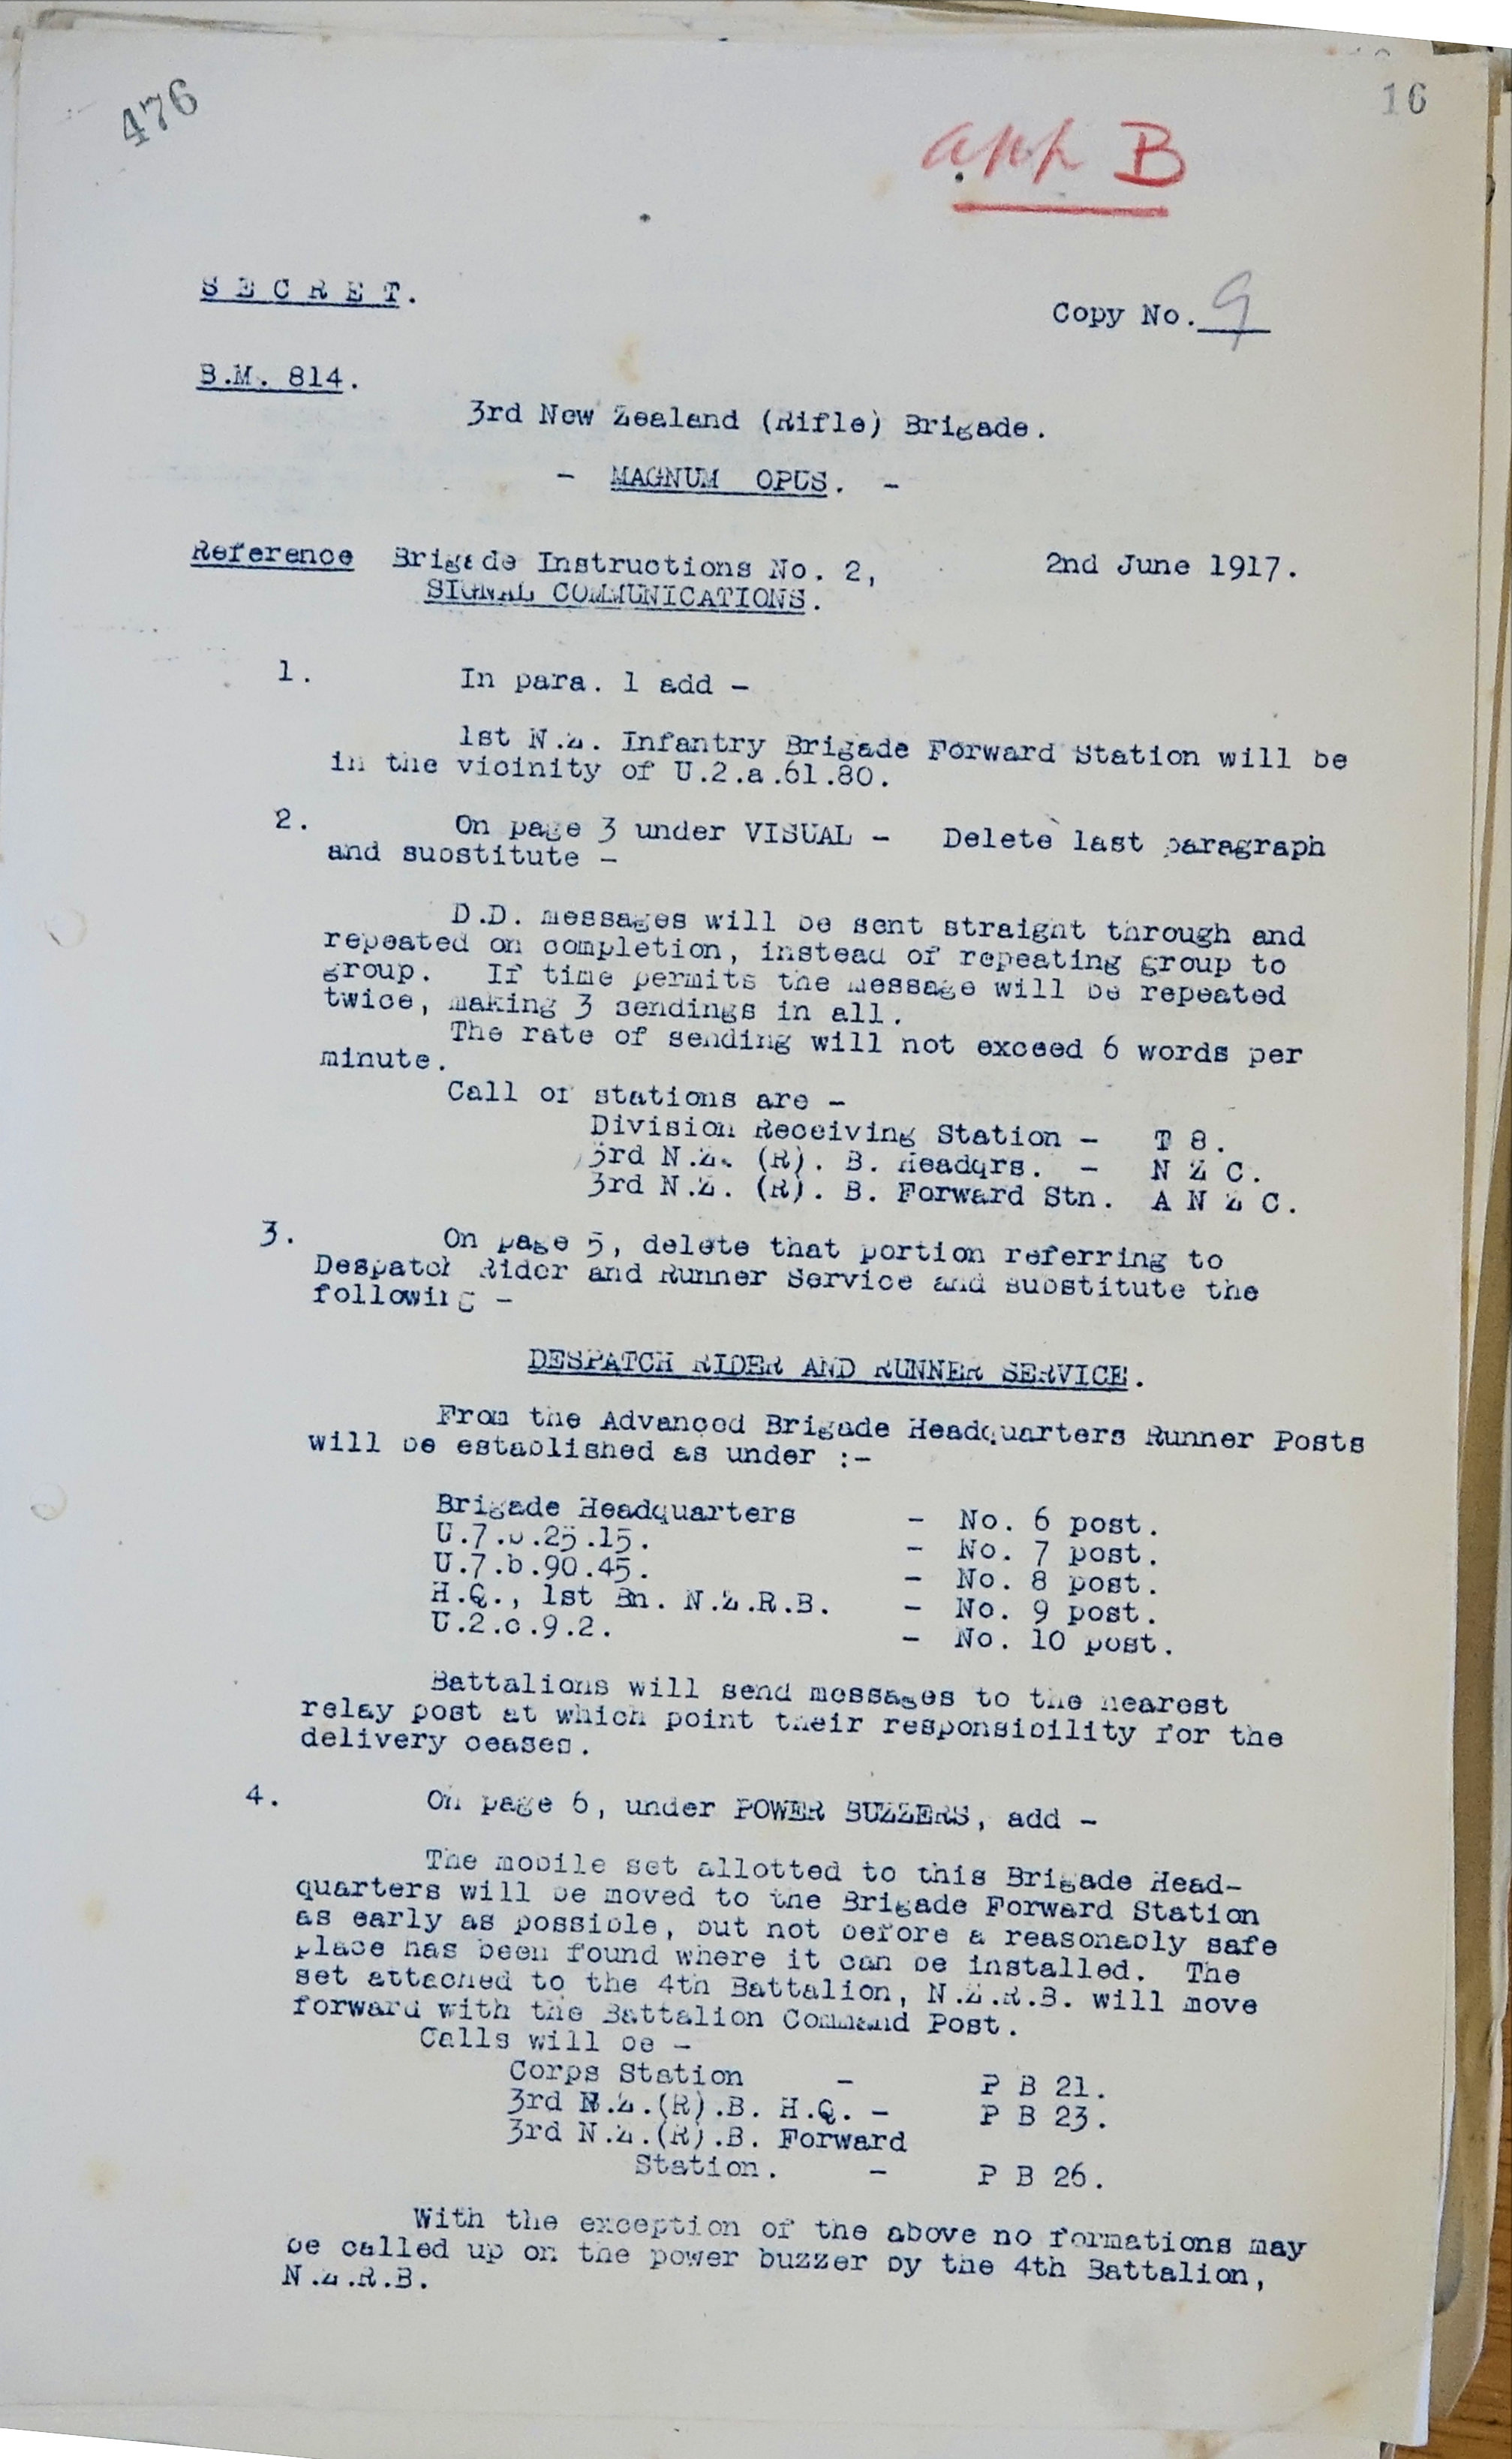 476
16
app B
S E C R E T.
Copy No. 9
B.M. 814.
3rd New Zealand (Rifle) Brigade.
- MAGNUM OPUS. -
Reference Brigade Instructions No. 2, 2nd June 1917.
SIGNAL COMMUNICATIONS.
1. In para. 1 add -
1st N.Z. Infantry Brigade Forward Station will be
in the vicinity of U.2.a.61.80.
2. On page 3 under VISUAL - Delete last paragraph
and substitute -
D.D. messages will be sent straight through and
repeated on completion, instead of repeating group to
group. If time permits the message will be repeated
twice, making 3 sendings in all.
The rate of sending will not exceed 6 words per
minute.
Call of stations are -
Division Receiving Station - T 8.
3rd N.Z. (R). B. Headqrs. - N Z C.
3rd N.Z. (R). B. Forward Stn. A N Z C.
3. On page 5, delete that portion referring to
Despatch Rider and Runner Service and substitute the
following -
DESPATCH RIDER AND RUNNER SERVICE.
From the Advanced Brigade Headquarters Runner Posts
will be established as under :-
Brigade Headquarters - No. 6 post.
U.7. .25.15. - No. 7 post.
U.7.b.90.45. - No. 8 post.
H.Q., 1st Bn. N.Z.R.B. - No. 9 post.
U.2.c.9.2. - No. 10 post.
Battalions will send messages to the nearest
relay post at which point their responsibility for the
delivery ceases.
4. On page 6, under POWER BUZZERS, add -
The mobile set allotted to this Brigade Head-
quarters will be moved to the Brigade Forward Station
as early as possible, but not before a reasonably safe
place has been found where it can be installed. The
set attached to the 4th Battalion, N.Z.R.B. will move
forward with the Battalion Command Post.
Calls will be -
Corps Station - P B 21.
3rd N.Z.(R).B. H.Q. - P B 23.
3rd N.Z.(R).B. Forward
Station. - P B 26.
With the exception of the above no formations may
be called up on the power buzzer by the 4th Battalion,
N.Z.R.B.